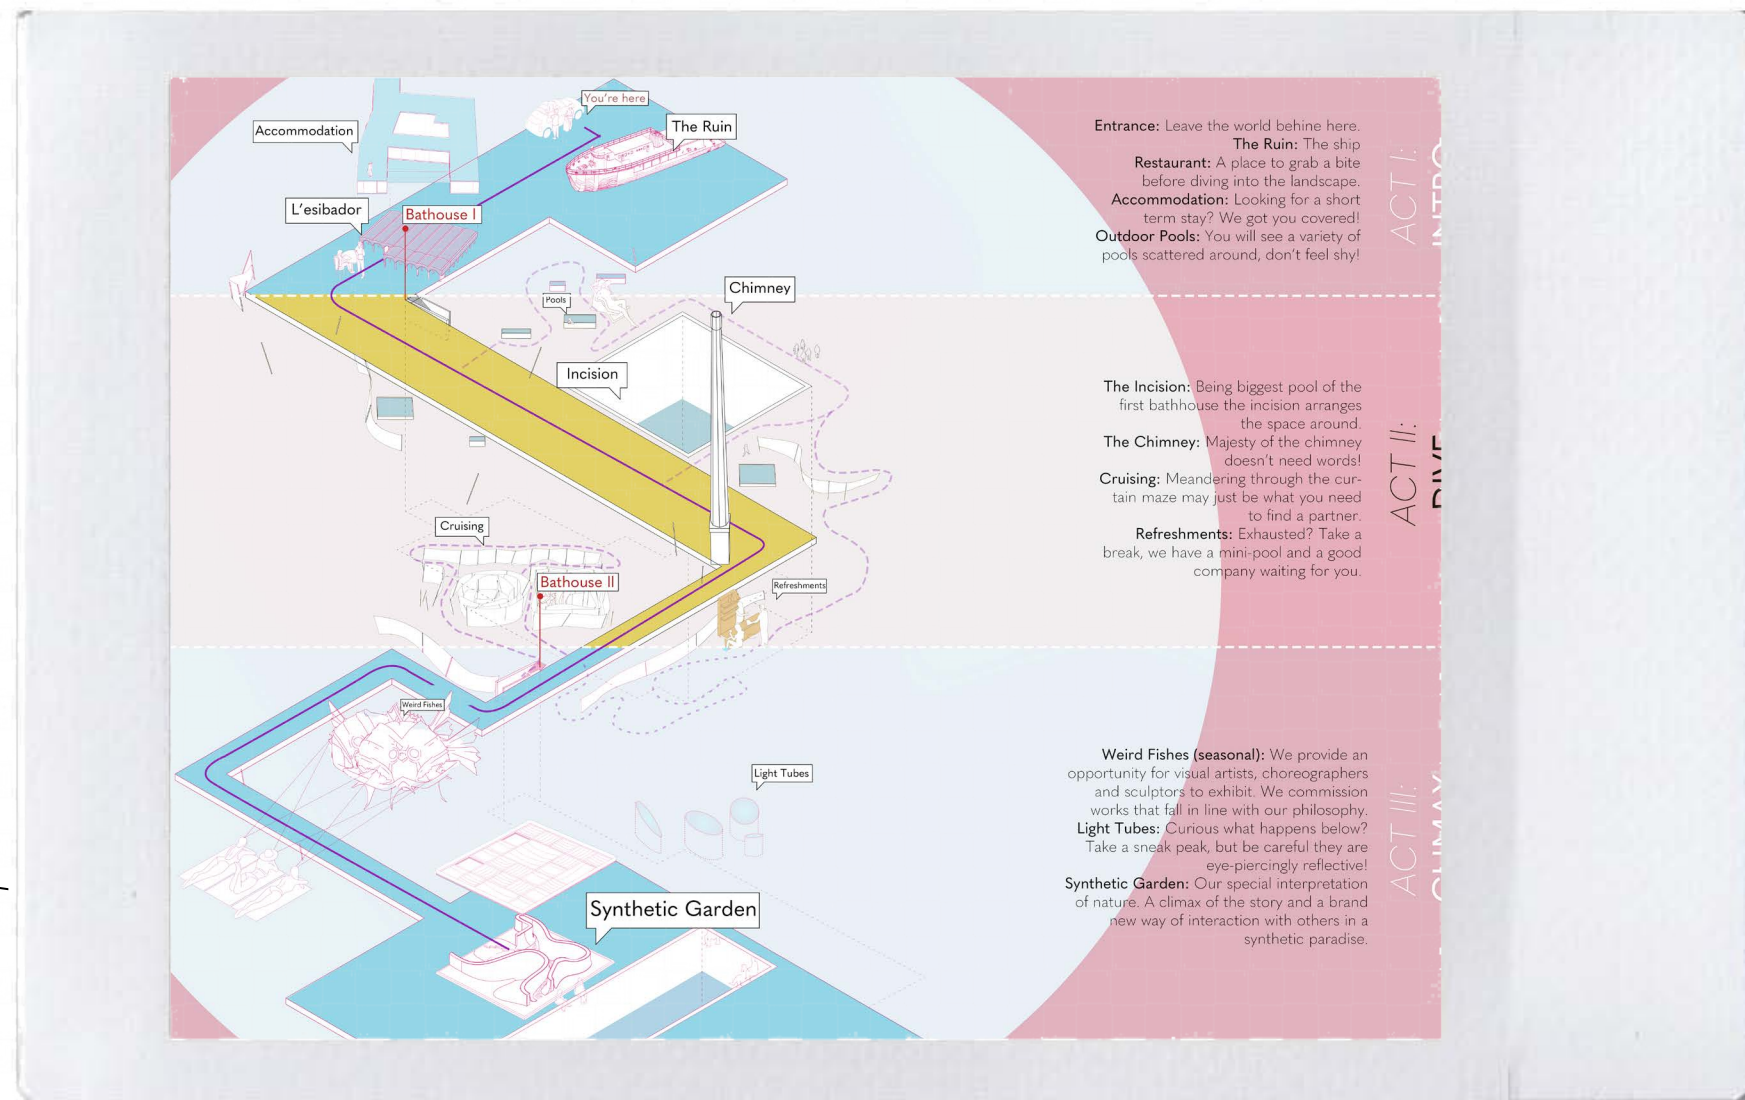 You're here
The Ruin
Accommodation
L'esibador
Bathouse I
Pools
Chimney
Incision
Cruising
Bathouse II
Refreshments
Weird Fishes
Light Tubes
Synthetic Garden
Entrance: Leave the world behine here.
The Ruin: The ship
Restaurant: A place to grab a bite
before diving into the landscape.
Accommodation: Looking for a short
term stay? We got you covered!
Outdoor Pools: You will see a variety of
pools scattered around, don't feel shy!
ACT I:
INTRO
The Incision: Being biggest pool of the
first bathhouse the incision arranges
the space around.
The Chimney: Majesty of the chimney
doesn't need words!
Cruising: Meandering through the cur-
tain maze may just be what you need
to find a partner.
Refreshments: Exhausted? Take a
break, we have a mini-pool and a good
company waiting for you.
ACT II:
DIVE
Weird Fishes (seasonal): We provide an
opportunity for visual artists, choreographers
and sculptors to exhibit. We commission
works that fall in line with our philosophy.
Light Tubes: Curious what happens below?
Take a sneak peak, but be careful they are
eye-piercingly reflective!
Synthetic Garden: Our special interpretation
of nature. A climax of the story and a brand
new way of interaction with others in a
synthetic paradise.
ACT III:
CLIMAX